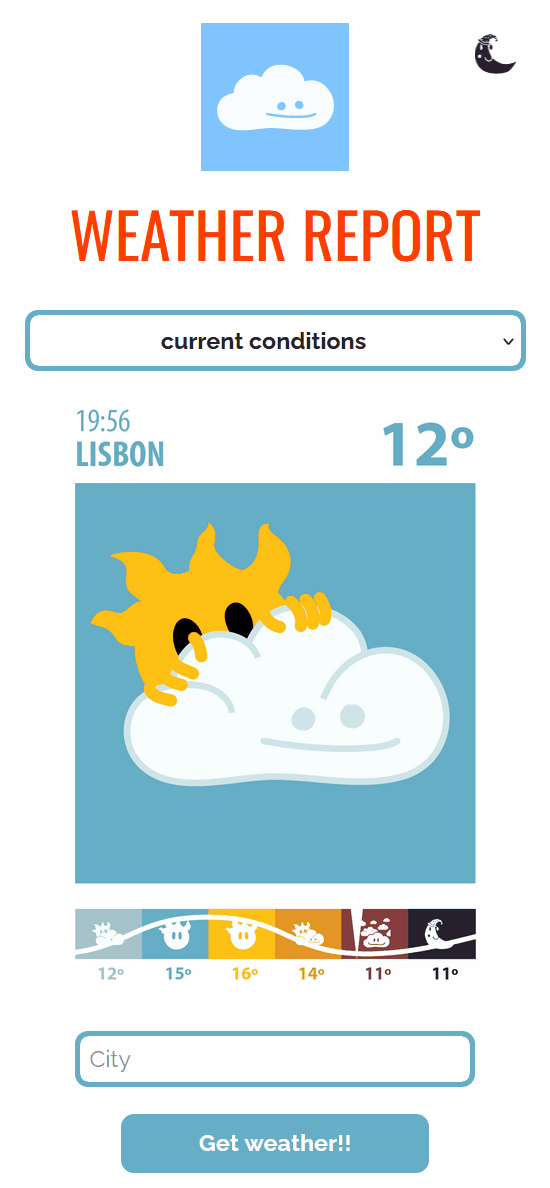 WEATHER REPORT
current conditions
19:56
LISBON
12º
12º 15º 16º 14º 11º 11º
City
Get weather!!